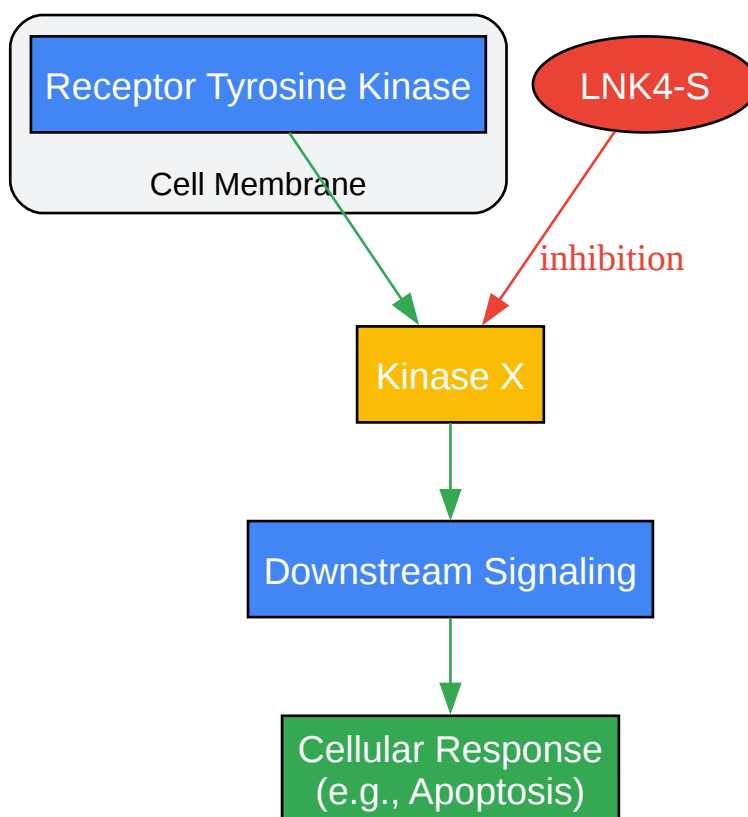 Receptor Tyrosine Kinase
LNK4-S
Cell Membrane
inhibition
Kinase X
Downstream Signaling
Cellular Response
(e.g., Apoptosis)